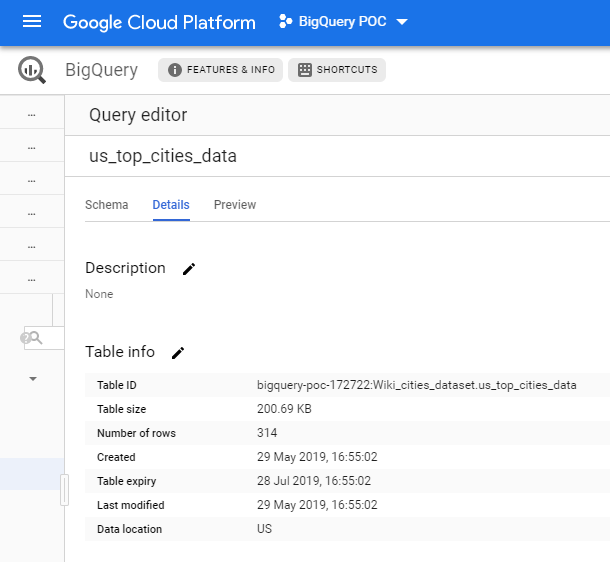 Google Cloud Platform BigQuery POC
BigQuery FEATURES & INFO SHORTCUTS
...
...
...
...
...
...
Query editor
us_top_cities_data
Schema Details Preview
Description
None
?
Table info
Table ID bigquery-poc-172722:Wiki_cities_dataset.us_top_cities_data
Table size 200.69 KB
Number of rows 314
Created 29 May 2019, 16:55:02
Table expiry 28 Jul 2019, 16:55:02
Last modified 29 May 2019, 16:55:02
Data location US